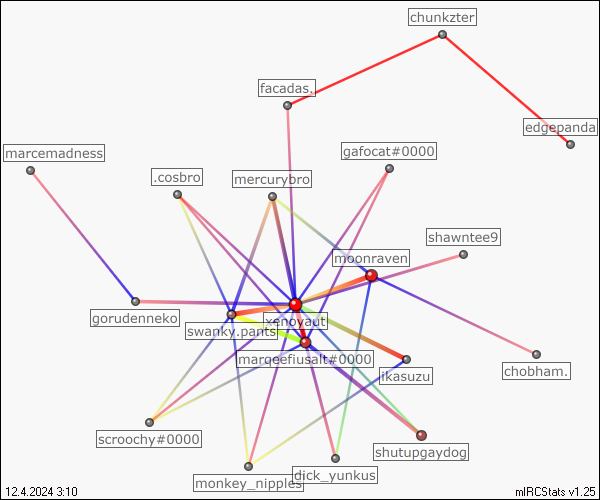 chunkzter
facadas.
edgepanda
marcemadness
gafocat#0000
.cosbro
mercurybro
shawntee9
moonraven
gorudenneko
xenoyaut
swanky.pants
marqeefiusalt#0000
chobham.
ikasuzu
scroochy#0000
shutupgaydog
dick_yunkus
monkey_nipples
12.4.2024 3:10
mIRCStats v1.25